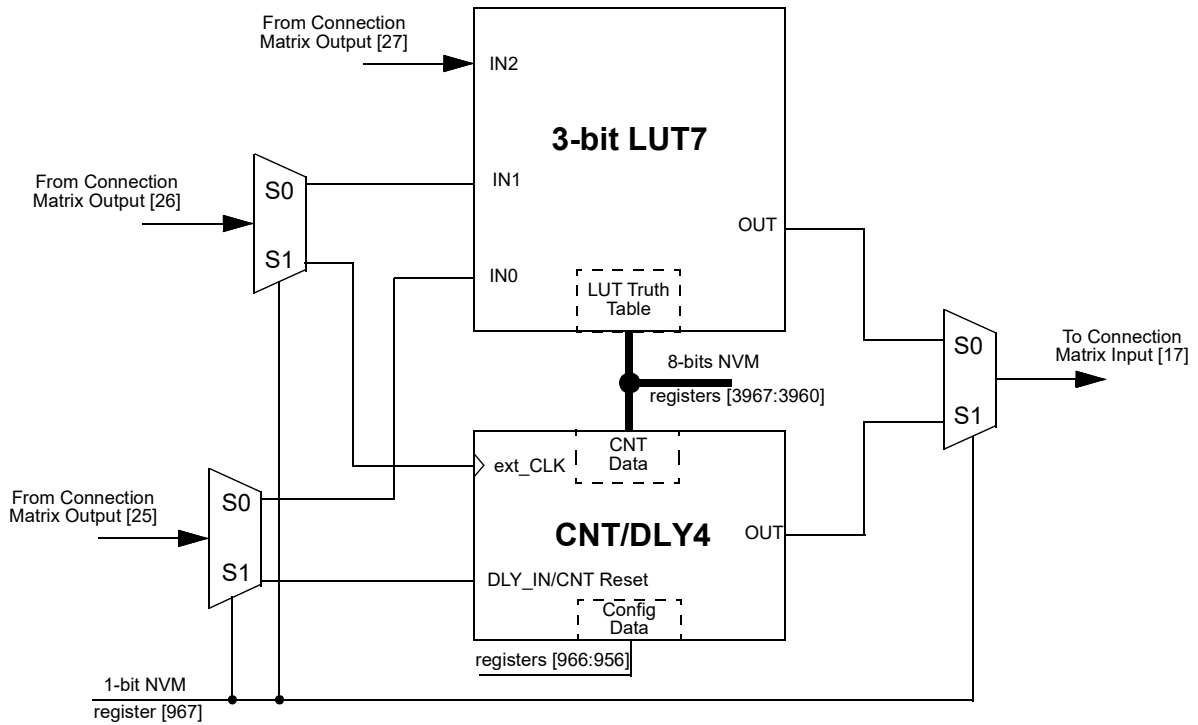 From Connection
Matrix Output [27]
IN2
3-bit LUT7
From Connection
Matrix Output [26]
S0
S1
IN1
IN0
OUT
LUT Truth
Table
S0
S1
To Connection
Matrix Input [17]
8-bits NVM
registers [3967:3960]
From Connection
Matrix Output [25]
S0
S1
ext_CLK
CNT
Data
CNT/DLY4
OUT
DLY_IN/CNT Reset
Config
Data
registers [966:956]
1-bit NVM
register [967]